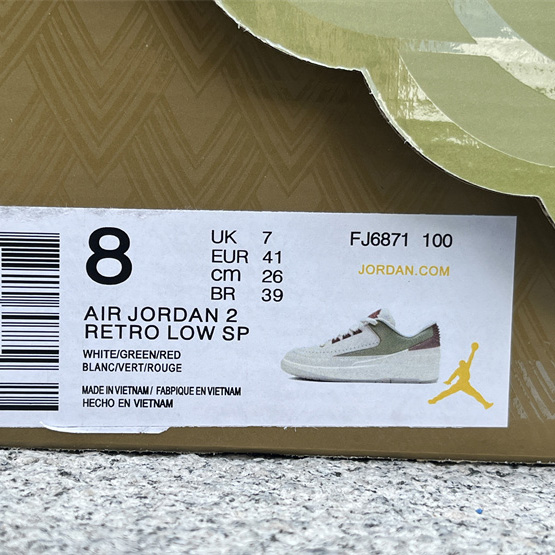 8
UK 7
EUR 41
cm 26
BR 39
FJ6871 100
JORDAN.COM
AIR JORDAN 2
RETRO LOW SP
WHITE/GREEN/RED
BLANC/VERT/ROUGE
MADE IN VIETNAM / FABRIQUE EN VIETNAM
HECHO EN VIETNAM